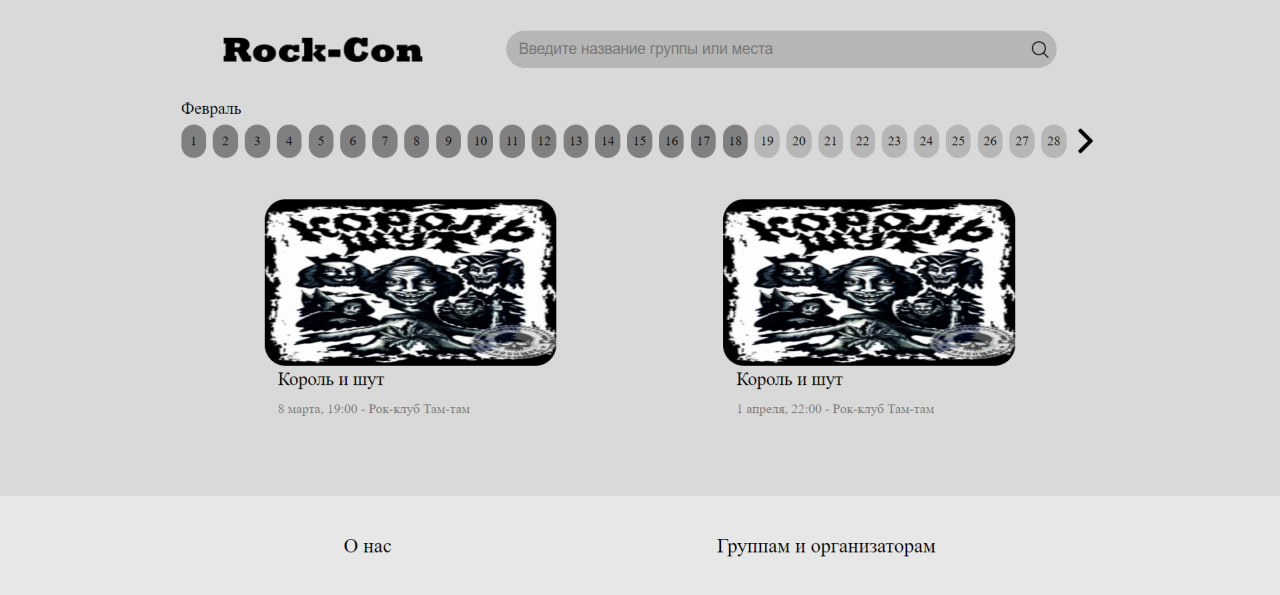 Rock-Con
Введите название группы или места
Февраль
1 2 3 4 5 6 7 8 9 10 11 12 13 14 15 16 17 18 19 20 21 22 23 24 25 26 27 28
КОРОЛЬ
ШУТ
КОРОЛЬ
ШУТ
Король и шут
8 марта, 19:00 - Рок-клуб Там-там
Король и шут
1 апреля, 22:00 - Рок-клуб Там-там
О нас
Группам и организаторам